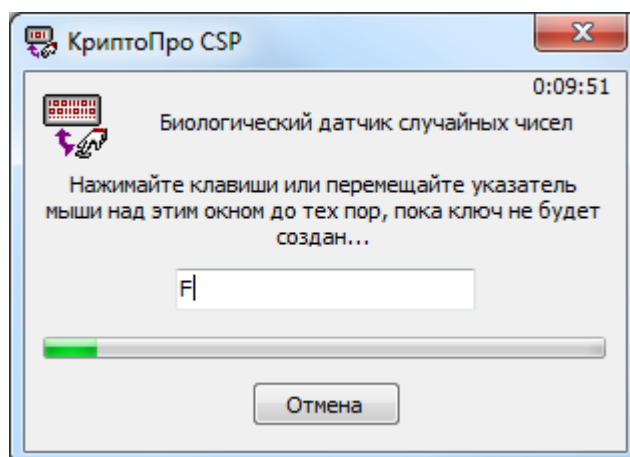 КриптоПро CSP
0:09:51
Биологический датчик случайных чисел
Нажимайте клавиши или перемещайте указатель
мыши над этим окном до тех пор, пока ключ не будет
создан...
F
Отмена